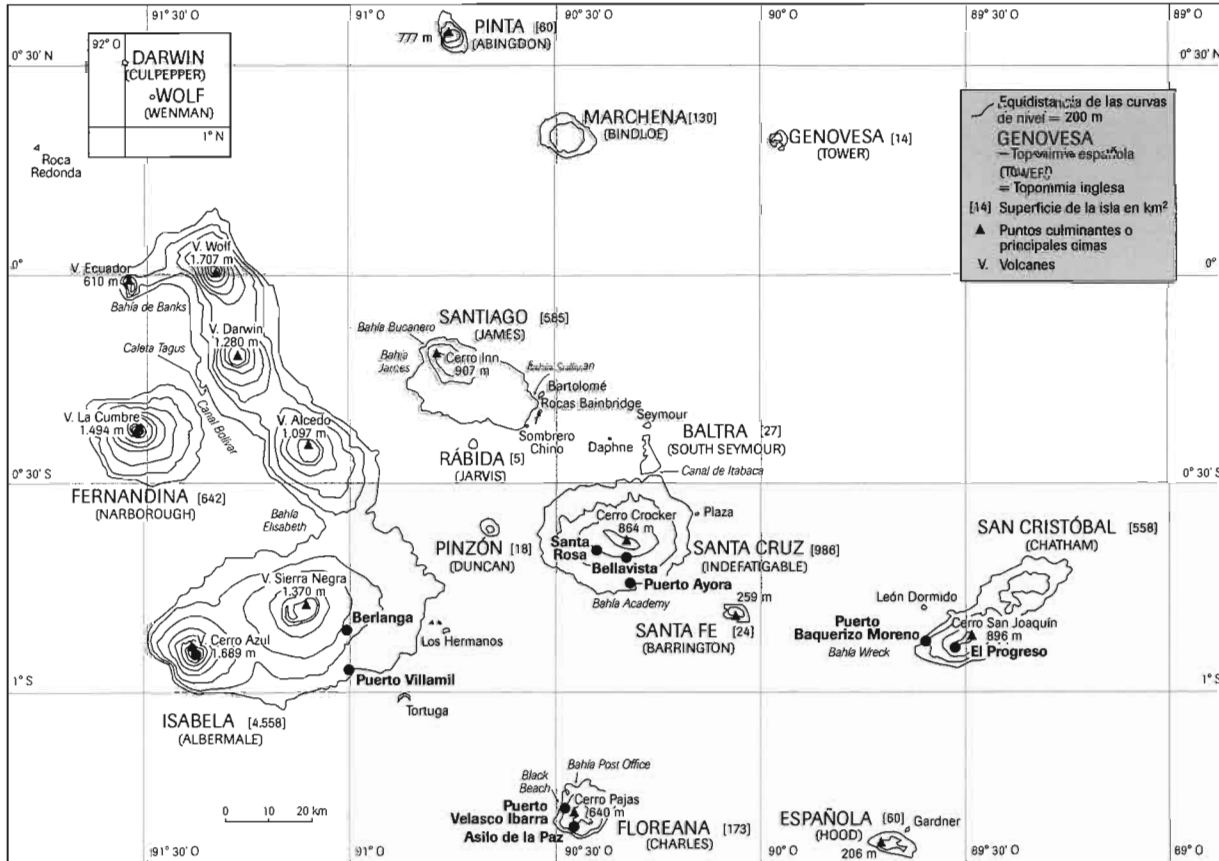 91° 30' O
91° O
90° 30' O
90° O
89° 30' O
89° O
0° 30' N
0° 30' N
92° O
DARWIN
(CULPEPPER)
WOLF
(WENMAN)
1° N
Roca
Redonda
777 m
PINTA [60]
(ABINGDON)
MARCHENA [130]
(BINDLOE)
GENOVESA [14]
(TOWER)
Equidistancia de las curvas
de nivel = 200 m
GENOVESA
española
= inglesa
[14] Superficie de la isla en km²
▲ Puntos culminantes o
principales cimas
V. Volcanes
0°
0°
V. Wolf
1.707 m
V. Ecuador
610 m
Bahía de Banks
V. Darwin
1.280 m
Caleta Tagus
Canal Bolívar
V. La Cumbre
1.494 m
V. Alcedo
1.097 m
FERNANDINA [642]
(NARBOROUGH)
Bahía
Elisabeth
SANTIAGO [585]
(JAMES)
Bahía Bucanero
Bahía
James
Cerro Inn
907 m
Bartolomé
Rocas Bainbridge
Sombrero
Chino
RÁBIDA [5]
(JARVIS)
Seymour
Daphne
BALTRA [27]
(SOUTH SEYMOUR)
Canal de Itabaca
0° 30' S
0° 30' S
Plaza
Cerro Crocker
864 m
Santa
Rosa
Bellavista
SANTA CRUZ [986]
(INDEFATIGABLE)
Puerto Ayora
Bahía Academy
PINZÓN [18]
(DUNCAN)
259 m
SANTA FE [24]
(BARRINGTON)
SAN CRISTÓBAL [558]
(CHATHAM)
León Dormido
Cerro San Joaquín
896 m
Puerto
Baquerizo Moreno
Bahía Wreck
El Progreso
V. Sierra Negra
1.370 m
Berlanga
V. Cerro Azul
1.689 m
Los Hermanos
Puerto Villamil
Tortuga
1° S
1° S
ISABELA [4.558]
(ALBERMALE)
0 10 20 km
Black
Beach
Bahía Post Office
Cerro Pajas
640 m
Puerto
Velasco Ibarra
Asilo de la Paz
FLOREANA [173]
(CHARLES)
ESPAÑOLA [60]
(HOOD)
Gardner
206 m
91° 30' O
91° O
90° 30' O
90° O
89° 30' O
89° O